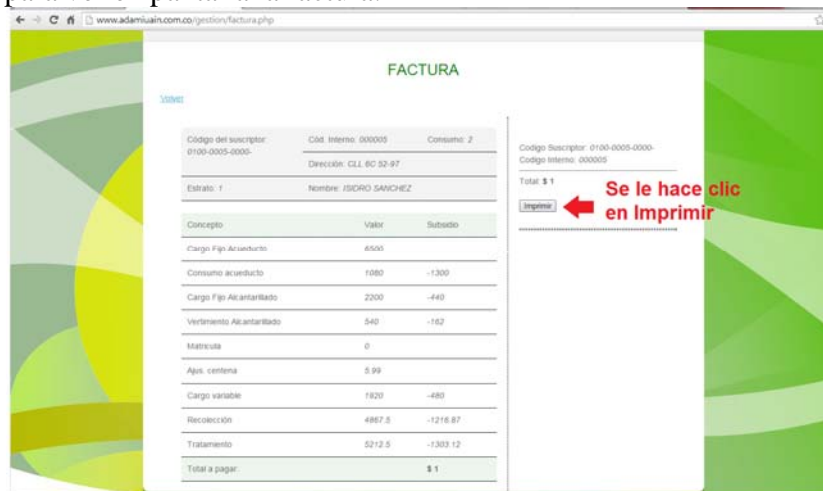 www.adamiuain.com.co/gestion/factura.php
FACTURA
Volver
Código del suscriptor: 0100-0005-0000-
Cód. Interno: 000005
Consumo: 2
Dirección: CLL 6C 52-97
Estrato: 1
Nombre: ISIDRO SANCHEZ
Concepto Valor Subsidio
Cargo Fijo Acueducto 6500
Consumo acueducto 1080 -1300
Cargo Fijo Alcantarillado 2200 -440
Vertimiento Alcantarillado 540 -162
Matricula 0
Ajus. centena 5.99
Cargo variable 1920 -480
Recolección 4867.5 -1216.87
Tratamiento 5212.5 -1303.12
Total a pagar: $ 1
Codigo Suscriptor: 0100-0005-0000-
Codigo Interno: 000005
Total: $ 1
Imprimir
Se le hace clic
en Imprimir